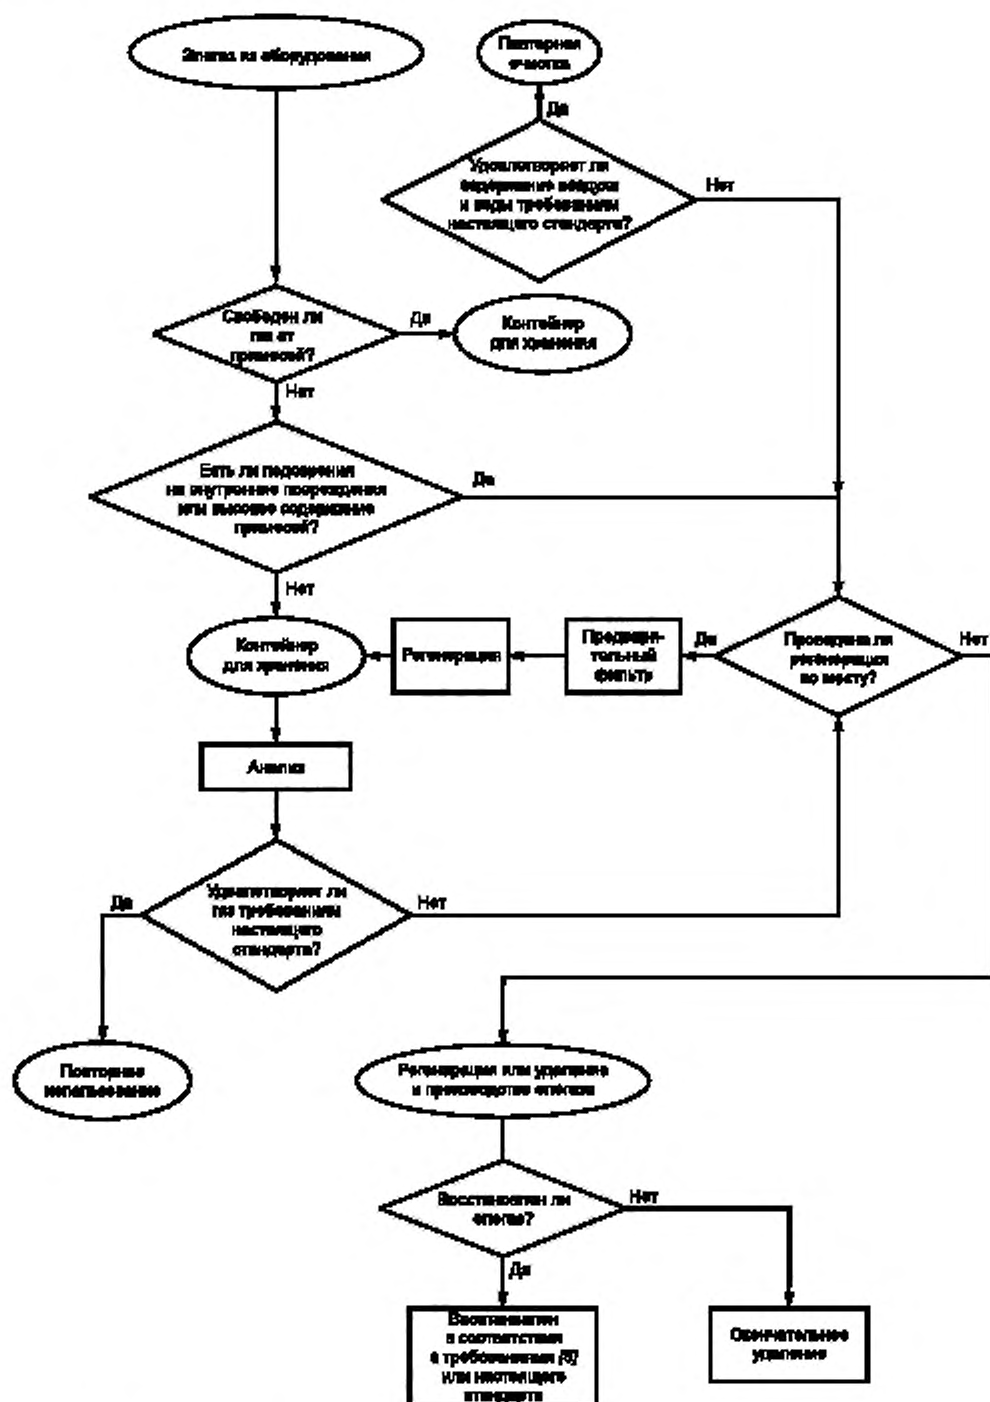 Элегаз из оборудования
Повторная
очистка
Да
Удовлетворяет ли
содержание воздуха
и воды требованиям
настоящего стандарта?
Нет
Свободен ли
газ от
примесей?
Да
Контейнер
для хранения
Нет
Есть ли подозрения
на внутренние повреждения
или высокое содержание
примесей?
Да
Нет
Контейнер
для хранения
Регенерация
Предвари-
тельный
фильтр
Да
Проведена ли
регенерация
по месту?
Нет
Анализ
Удовлетворяет ли
газ требованиям
настоящего
стандарта?
Да
Нет
Повторное
использование
Регенерация или удаление
и производство элегаза
Восстановлен ли
элегаз?
Нет
Да
Восстановлен
в соответствии
с требованиями
или настоящего
стандарта
Окончательное
удаление